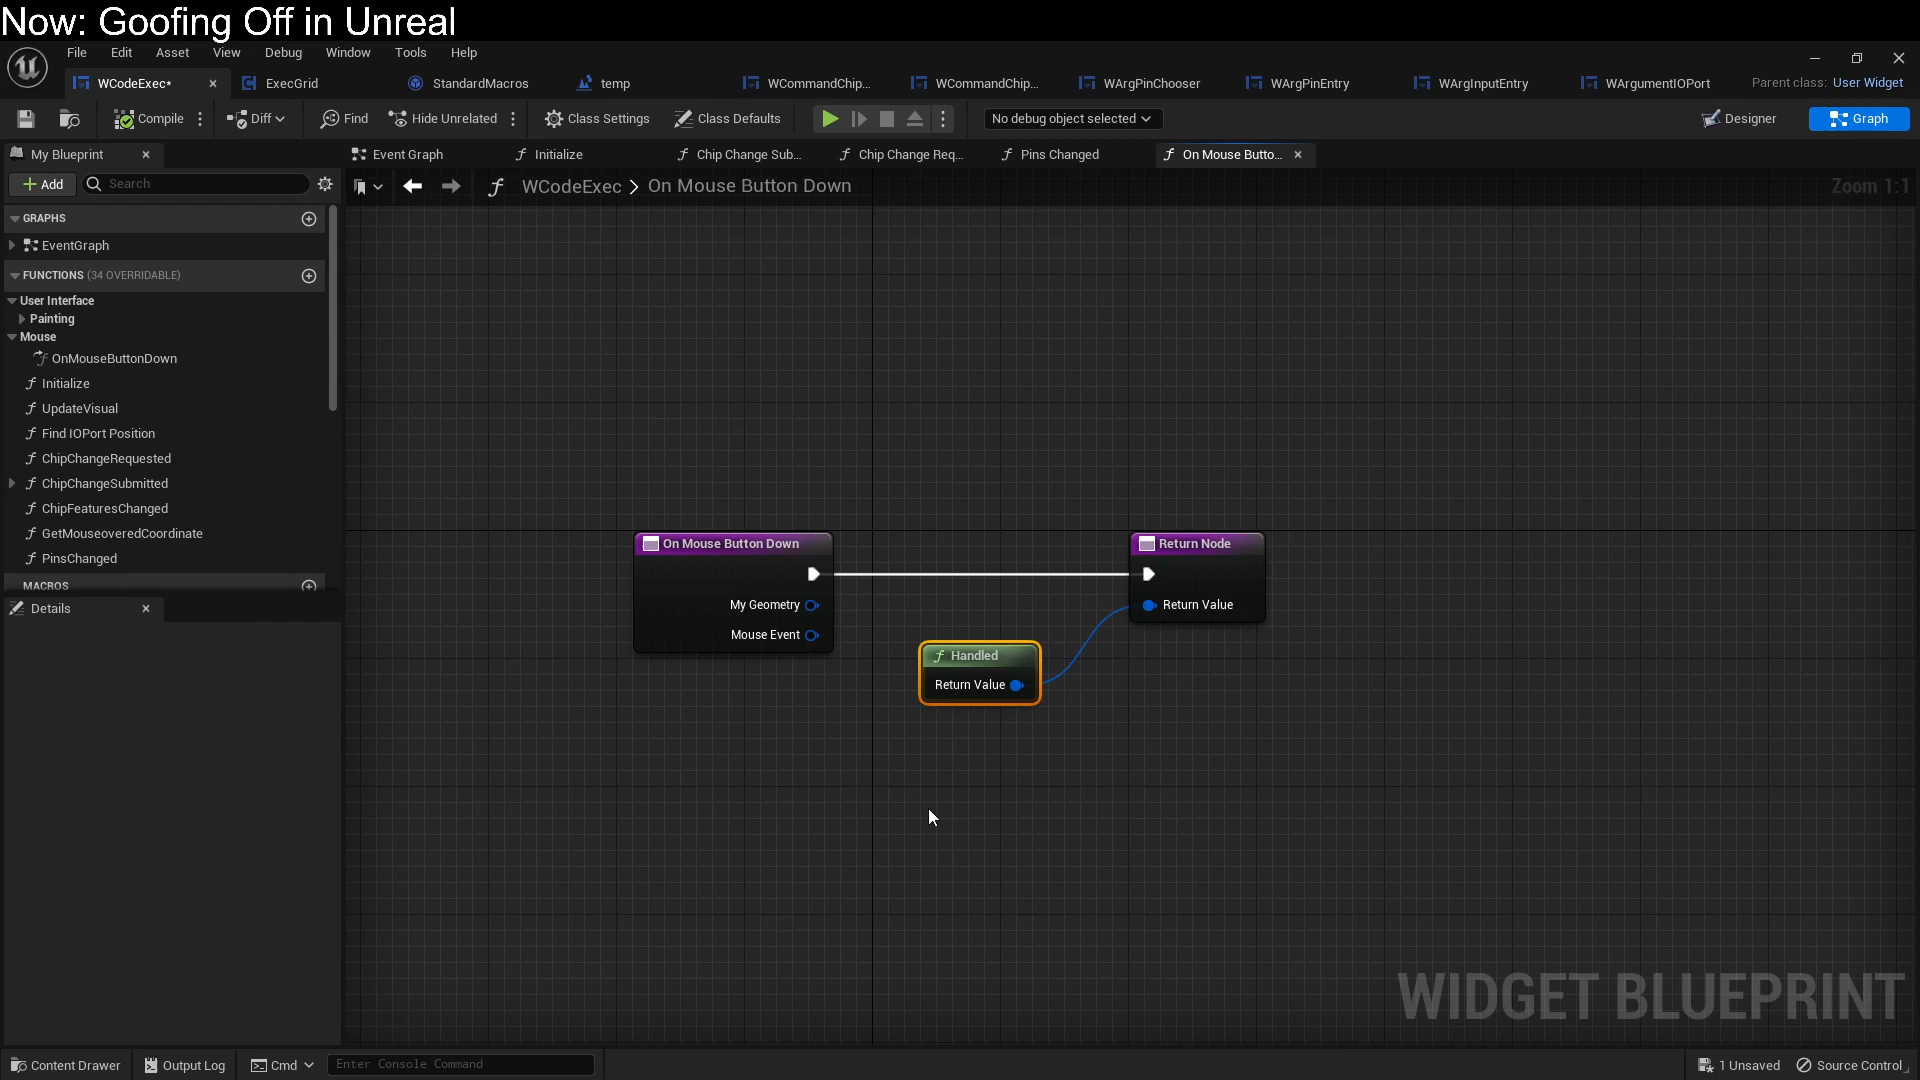 Now: Goofing Off in Unreal
File Edit Asset View Debug Window Tools Help
WCodeExec* ExecGrid StandardMacros temp WCommandChip... WCommandChip... WArgPinChooser WArgPinEntry WArgInputEntry WArgumentIOPort Parent class: User Widget
Compile Diff Find Hide Unrelated Class Settings Class Defaults No debug object selected Designer Graph
My Blueprint Event Graph Initialize Chip Change Sub... Chip Change Req... Pins Changed On Mouse Butto...
Add Search WCodeExec > On Mouse Button Down Zoom 1:1
GRAPHS
EventGraph
FUNCTIONS (34 OVERRIDABLE)
User Interface
Painting
Mouse
OnMouseButtonDown
Initialize
UpdateVisual
Find IOPort Position
ChipChangeRequested
ChipChangeSubmitted
ChipFeaturesChanged
GetMouseoveredCoordinate
PinsChanged
MACROS
Details
On Mouse Button Down
My Geometry
Mouse Event
Return Node
Return Value
Handled
Return Value
WIDGET BLUEPRINT
Content Drawer Output Log Cmd Enter Console Command 1 Unsaved Source Control